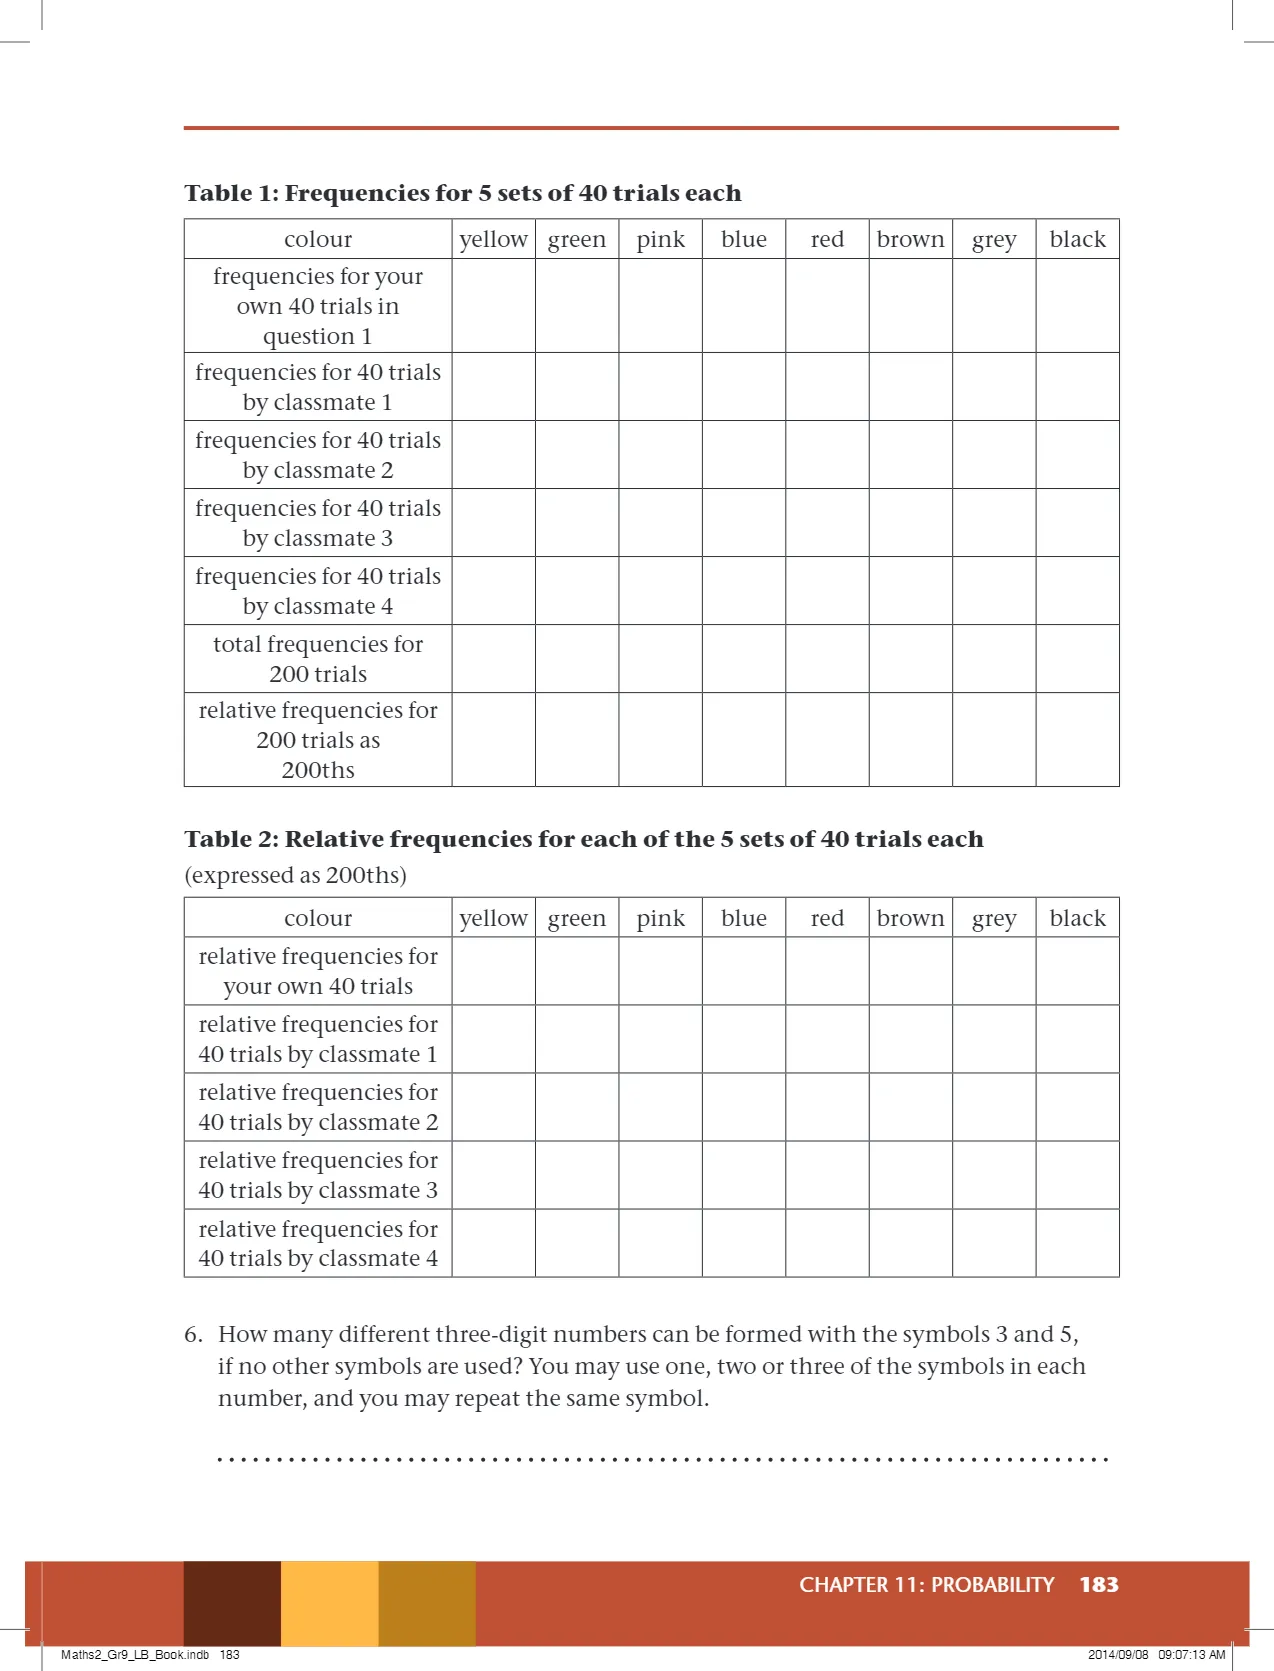 Table 1: Frequencies for 5 sets of 40 trials each
colour yellow green pink blue red brown grey black
frequencies for your
own 40 trials in
question 1
frequencies for 40 trials
by classmate 1
frequencies for 40 trials
by classmate 2
frequencies for 40 trials
by classmate 3
frequencies for 40 trials
by classmate 4
total frequencies for
200 trials
relative frequencies for
200 trials as
200ths
Table 2: Relative frequencies for each of the 5 sets of 40 trials each
(expressed as 200ths)
colour yellow green pink blue red brown grey black
relative frequencies for
your own 40 trials
relative frequencies for
40 trials by classmate 1
relative frequencies for
40 trials by classmate 2
relative frequencies for
40 trials by classmate 3
relative frequencies for
40 trials by classmate 4
6. How many different three-digit numbers can be formed with the symbols 3 and 5,
if no other symbols are used? You may use one, two or three of the symbols in each
number, and you may repeat the same symbol.
CHAPTER 11: PROBABILITY 183
Maths2_Gr9_LB_Book.indb 183 2014/09/08 09:07:13 AM